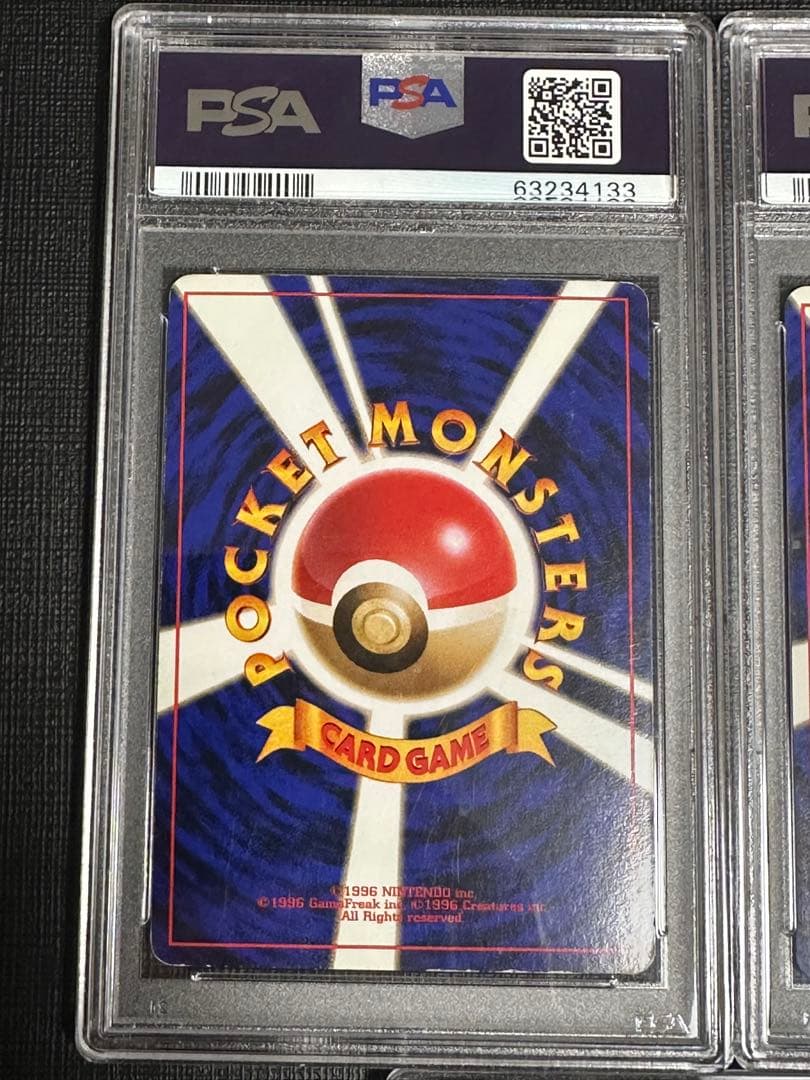 PSA
PSA
63234133
POCKET MONSTERS
CARD GAME
©1996 NINTENDO inc.
©1996 GameFreak inc. ©1996 Creatures inc.
All Rights reserved.